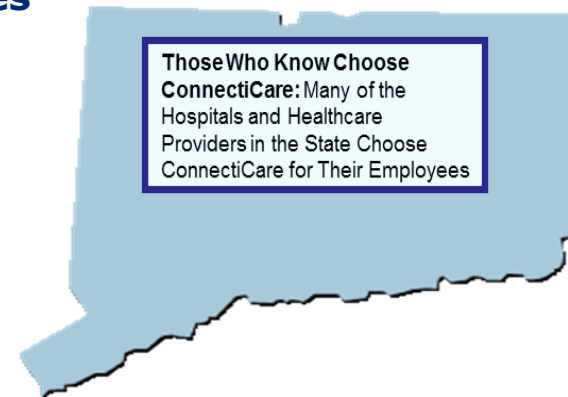 es
Those Who Know Choose
ConnectiCare: Many of the
Hospitals and Healthcare
Providers in the State Choose
ConnectiCare for Their Employees